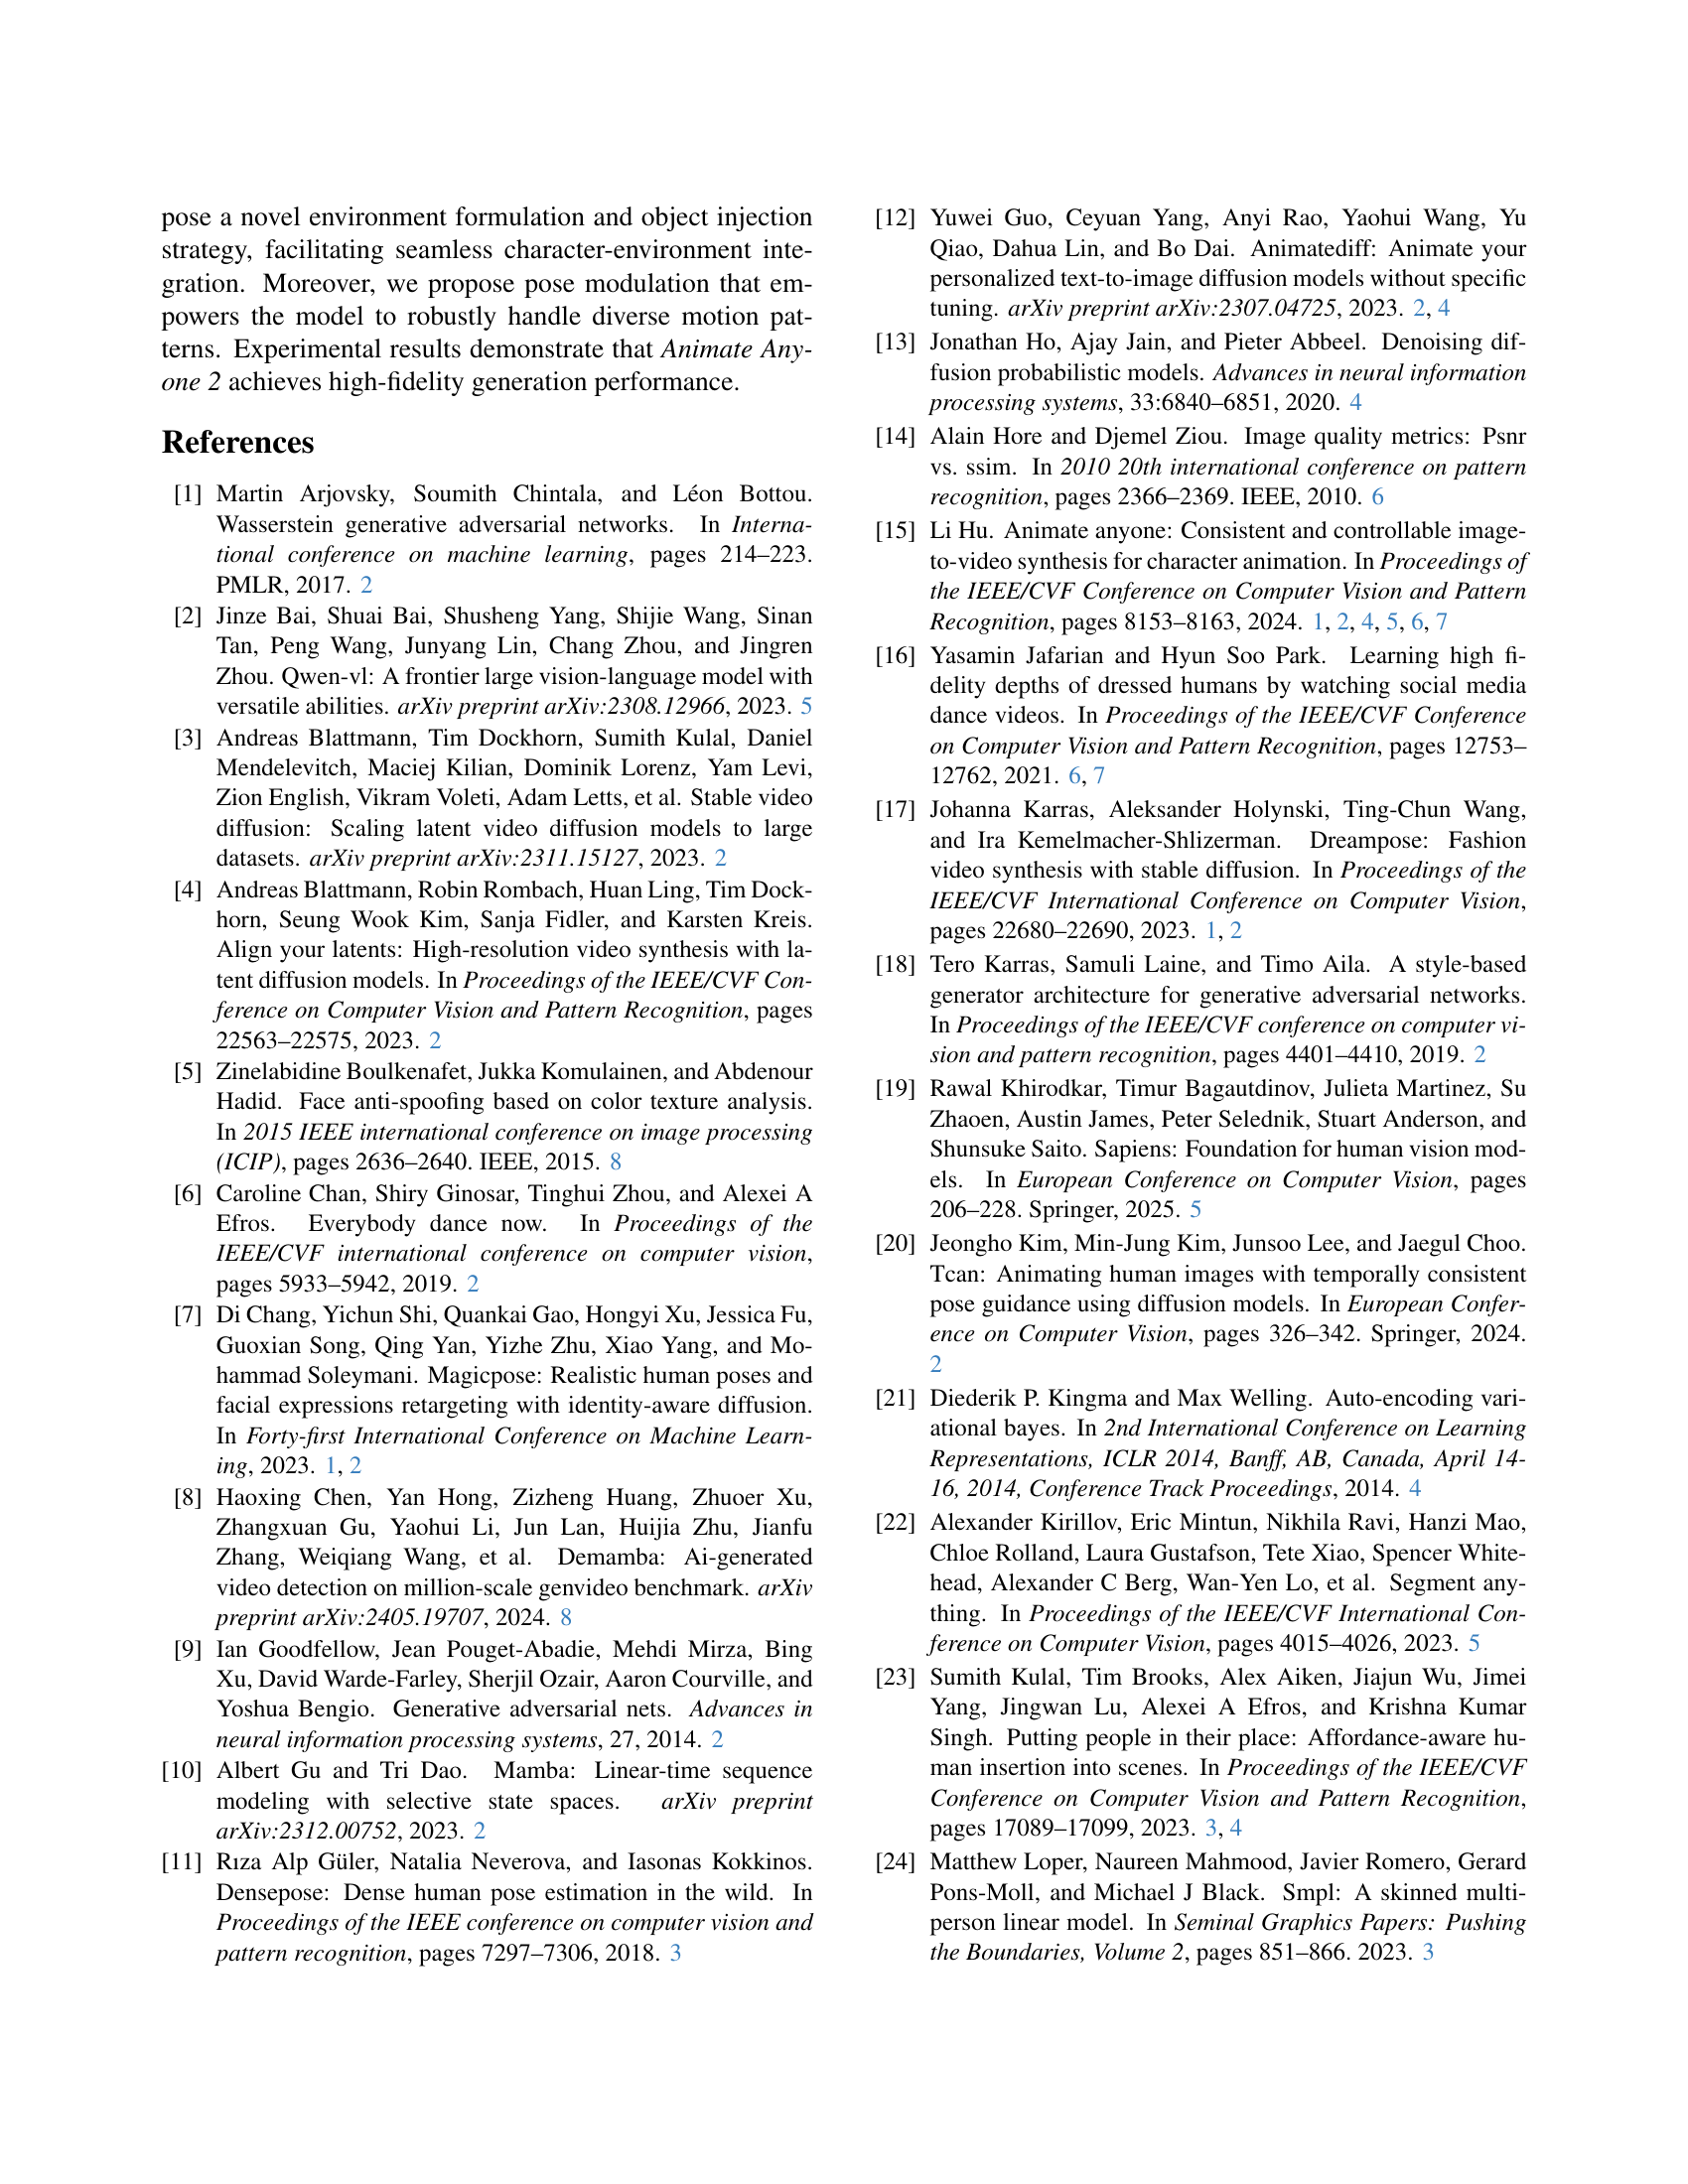 pose a novel environment formulation and object injection
strategy, facilitating seamless character-environment inte-
gration. Moreover, we propose pose modulation that em-
powers the model to robustly handle diverse motion pat-
terns. Experimental results demonstrate that Animate Any-
one 2 achieves high-fidelity generation performance.
References
[1] Martin Arjovsky, Soumith Chintala, and Léon Bottou.
Wasserstein generative adversarial networks. In Interna-
tional conference on machine learning, pages 214–223.
PMLR, 2017. 2
[2] Jinze Bai, Shuai Bai, Shusheng Yang, Shijie Wang, Sinan
Tan, Peng Wang, Junyang Lin, Chang Zhou, and Jingren
Zhou. Qwen-vl: A frontier large vision-language model with
versatile abilities. arXiv preprint arXiv:2308.12966, 2023. 5
[3] Andreas Blattmann, Tim Dockhorn, Sumith Kulal, Daniel
Mendelevitch, Maciej Kilian, Dominik Lorenz, Yam Levi,
Zion English, Vikram Voleti, Adam Letts, et al. Stable video
diffusion: Scaling latent video diffusion models to large
datasets. arXiv preprint arXiv:2311.15127, 2023. 2
[4] Andreas Blattmann, Robin Rombach, Huan Ling, Tim Dock-
horn, Seung Wook Kim, Sanja Fidler, and Karsten Kreis.
Align your latents: High-resolution video synthesis with la-
tent diffusion models. In Proceedings of the IEEE/CVF Con-
ference on Computer Vision and Pattern Recognition, pages
22563–22575, 2023. 2
[5] Zinelabidine Boulkenafet, Jukka Komulainen, and Abdenour
Hadid. Face anti-spoofing based on color texture analysis.
In 2015 IEEE international conference on image processing
(ICIP), pages 2636–2640. IEEE, 2015. 8
[6] Caroline Chan, Shiry Ginosar, Tinghui Zhou, and Alexei A
Efros. Everybody dance now. In Proceedings of the
IEEE/CVF international conference on computer vision,
pages 5933–5942, 2019. 2
[7] Di Chang, Yichun Shi, Quankai Gao, Hongyi Xu, Jessica Fu,
Guoxian Song, Qing Yan, Yizhe Zhu, Xiao Yang, and Mo-
hammad Soleymani. Magicpose: Realistic human poses and
facial expressions retargeting with identity-aware diffusion.
In Forty-first International Conference on Machine Learn-
ing, 2023. 1, 2
[8] Haoxing Chen, Yan Hong, Zizheng Huang, Zhuoer Xu,
Zhangxuan Gu, Yaohui Li, Jun Lan, Huijia Zhu, Jianfu
Zhang, Weiqiang Wang, et al. Demamba: Ai-generated
video detection on million-scale genvideo benchmark. arXiv
preprint arXiv:2405.19707, 2024. 8
[9] Ian Goodfellow, Jean Pouget-Abadie, Mehdi Mirza, Bing
Xu, David Warde-Farley, Sherjil Ozair, Aaron Courville, and
Yoshua Bengio. Generative adversarial nets. Advances in
neural information processing systems, 27, 2014. 2
[10] Albert Gu and Tri Dao. Mamba: Linear-time sequence
modeling with selective state spaces. arXiv preprint
arXiv:2312.00752, 2023. 2
[11] Rıza Alp Güler, Natalia Neverova, and Iasonas Kokkinos.
Densepose: Dense human pose estimation in the wild. In
Proceedings of the IEEE conference on computer vision and
pattern recognition, pages 7297–7306, 2018. 3
[12] Yuwei Guo, Ceyuan Yang, Anyi Rao, Yaohui Wang, Yu
Qiao, Dahua Lin, and Bo Dai. Animatediff: Animate your
personalized text-to-image diffusion models without specific
tuning. arXiv preprint arXiv:2307.04725, 2023. 2, 4
[13] Jonathan Ho, Ajay Jain, and Pieter Abbeel. Denoising dif-
fusion probabilistic models. Advances in neural information
processing systems, 33:6840–6851, 2020. 4
[14] Alain Hore and Djemel Ziou. Image quality metrics: Psnr
vs. ssim. In 2010 20th international conference on pattern
recognition, pages 2366–2369. IEEE, 2010. 6
[15] Li Hu. Animate anyone: Consistent and controllable image-
to-video synthesis for character animation. In Proceedings of
the IEEE/CVF Conference on Computer Vision and Pattern
Recognition, pages 8153–8163, 2024. 1, 2, 4, 5, 6, 7
[16] Yasamin Jafarian and Hyun Soo Park. Learning high fi-
delity depths of dressed humans by watching social media
dance videos. In Proceedings of the IEEE/CVF Conference
on Computer Vision and Pattern Recognition, pages 12753–
12762, 2021. 6, 7
[17] Johanna Karras, Aleksander Holynski, Ting-Chun Wang,
and Ira Kemelmacher-Shlizerman. Dreampose: Fashion
video synthesis with stable diffusion. In Proceedings of the
IEEE/CVF International Conference on Computer Vision,
pages 22680–22690, 2023. 1, 2
[18] Tero Karras, Samuli Laine, and Timo Aila. A style-based
generator architecture for generative adversarial networks.
In Proceedings of the IEEE/CVF conference on computer vi-
sion and pattern recognition, pages 4401–4410, 2019. 2
[19] Rawal Khirodkar, Timur Bagautdinov, Julieta Martinez, Su
Zhaoen, Austin James, Peter Selednik, Stuart Anderson, and
Shunsuke Saito. Sapiens: Foundation for human vision mod-
els. In European Conference on Computer Vision, pages
206–228. Springer, 2025. 5
[20] Jeongho Kim, Min-Jung Kim, Junsoo Lee, and Jaegul Choo.
Tcan: Animating human images with temporally consistent
pose guidance using diffusion models. In European Confer-
ence on Computer Vision, pages 326–342. Springer, 2024.
2
[21] Diederik P. Kingma and Max Welling. Auto-encoding vari-
ational bayes. In 2nd International Conference on Learning
Representations, ICLR 2014, Banff, AB, Canada, April 14-
16, 2014, Conference Track Proceedings, 2014. 4
[22] Alexander Kirillov, Eric Mintun, Nikhila Ravi, Hanzi Mao,
Chloe Rolland, Laura Gustafson, Tete Xiao, Spencer White-
head, Alexander C Berg, Wan-Yen Lo, et al. Segment any-
thing. In Proceedings of the IEEE/CVF International Con-
ference on Computer Vision, pages 4015–4026, 2023. 5
[23] Sumith Kulal, Tim Brooks, Alex Aiken, Jiajun Wu, Jimei
Yang, Jingwan Lu, Alexei A Efros, and Krishna Kumar
Singh. Putting people in their place: Affordance-aware hu-
man insertion into scenes. In Proceedings of the IEEE/CVF
Conference on Computer Vision and Pattern Recognition,
pages 17089–17099, 2023. 3, 4
[24] Matthew Loper, Naureen Mahmood, Javier Romero, Gerard
Pons-Moll, and Michael J Black. Smpl: A skinned multi-
person linear model. In Seminal Graphics Papers: Pushing
the Boundaries, Volume 2, pages 851–866. 2023. 3